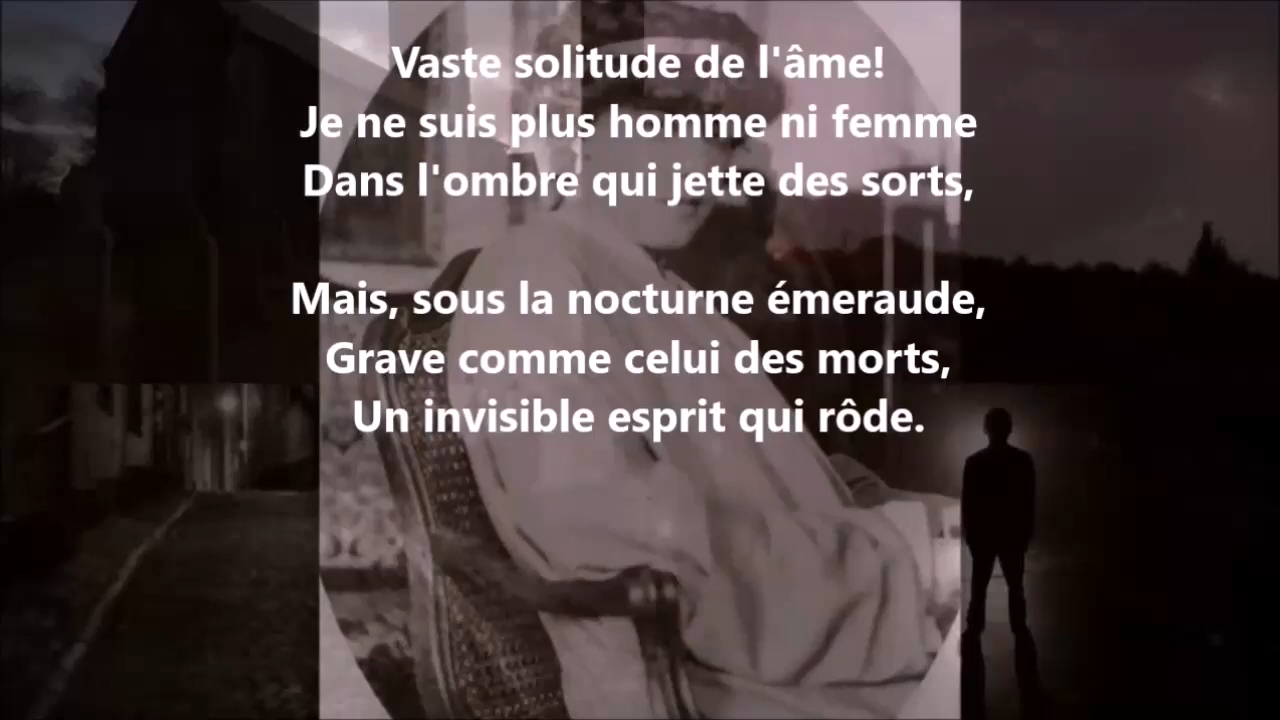 Vaste solitude de l'âme!
Je ne suis plus homme ni femme
Dans l'ombre qui jette des sorts,
Mais, sous la nocturne émeraude,
Grave comme celui des morts,
Un invisible esprit qui rôde.